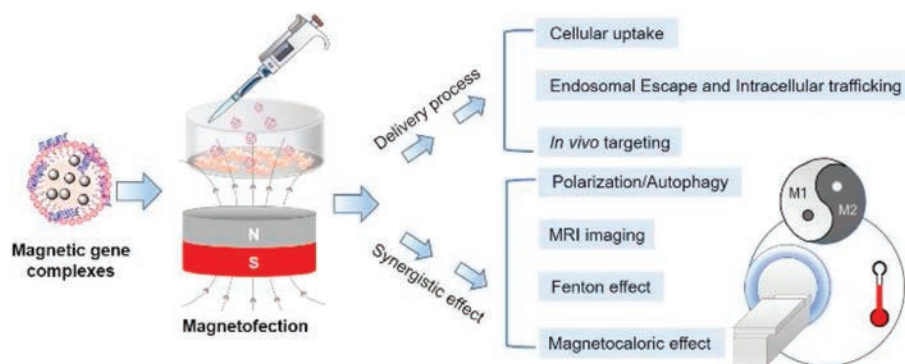 Magnetic gene
complexes
N
S
Magnetofection
Delivery process
Synergistic effect
Cellular uptake
Endosomal Escape and Intracellular trafficking
In vivo targeting
Polarization/Autophagy
MRI imaging
Fenton effect
Magnetocaloric effect
M1
M2